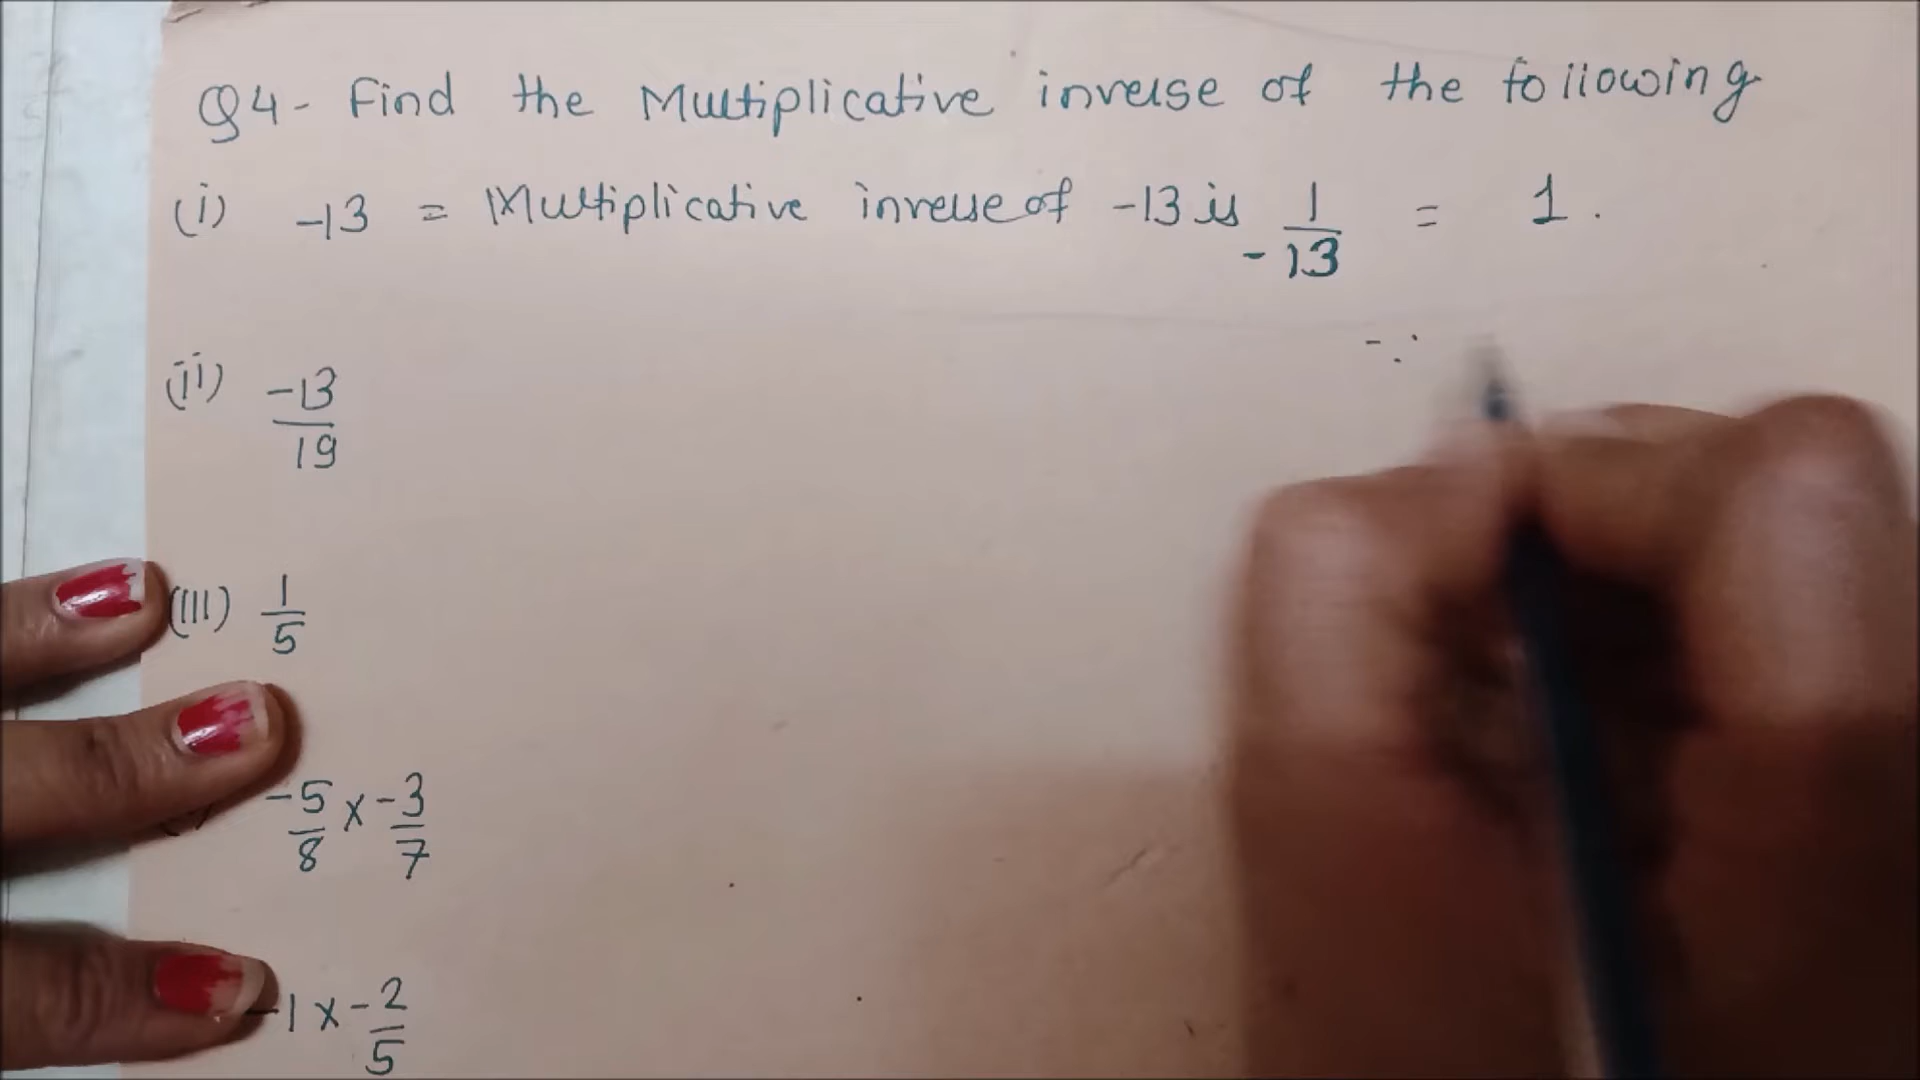 Q4- Find the Multiplicative inverse of the following
(i) -13 = Multiplicative inverse of -13 is 1/-13 = 1.
(ii) -13/19
(III) 1/5
-5/8 x -3/7
-1 x -2/5